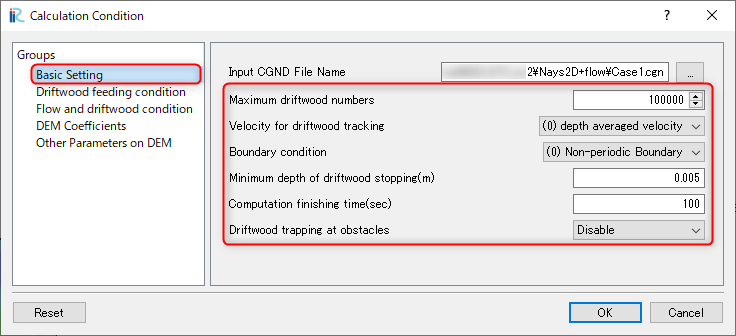 Calculation Condition
Groups
Basic Setting
Driftwood feeding condition
Flow and driftwood condition
DEM Coefficients
Other Parameters on DEM
Input CGND File Name 2¥Nays2D+flow¥Case1.cgn ...
Maximum driftwood numbers 100000
Velocity for driftwood tracking (0) depth averaged velocity
Boundary condition (0) Non-periodic Boundary
Minimum depth of driftwood stopping(m) 0.005
Computation finishing time(sec) 100
Driftwood trapping at obstacles Disable
Reset OK Cancel